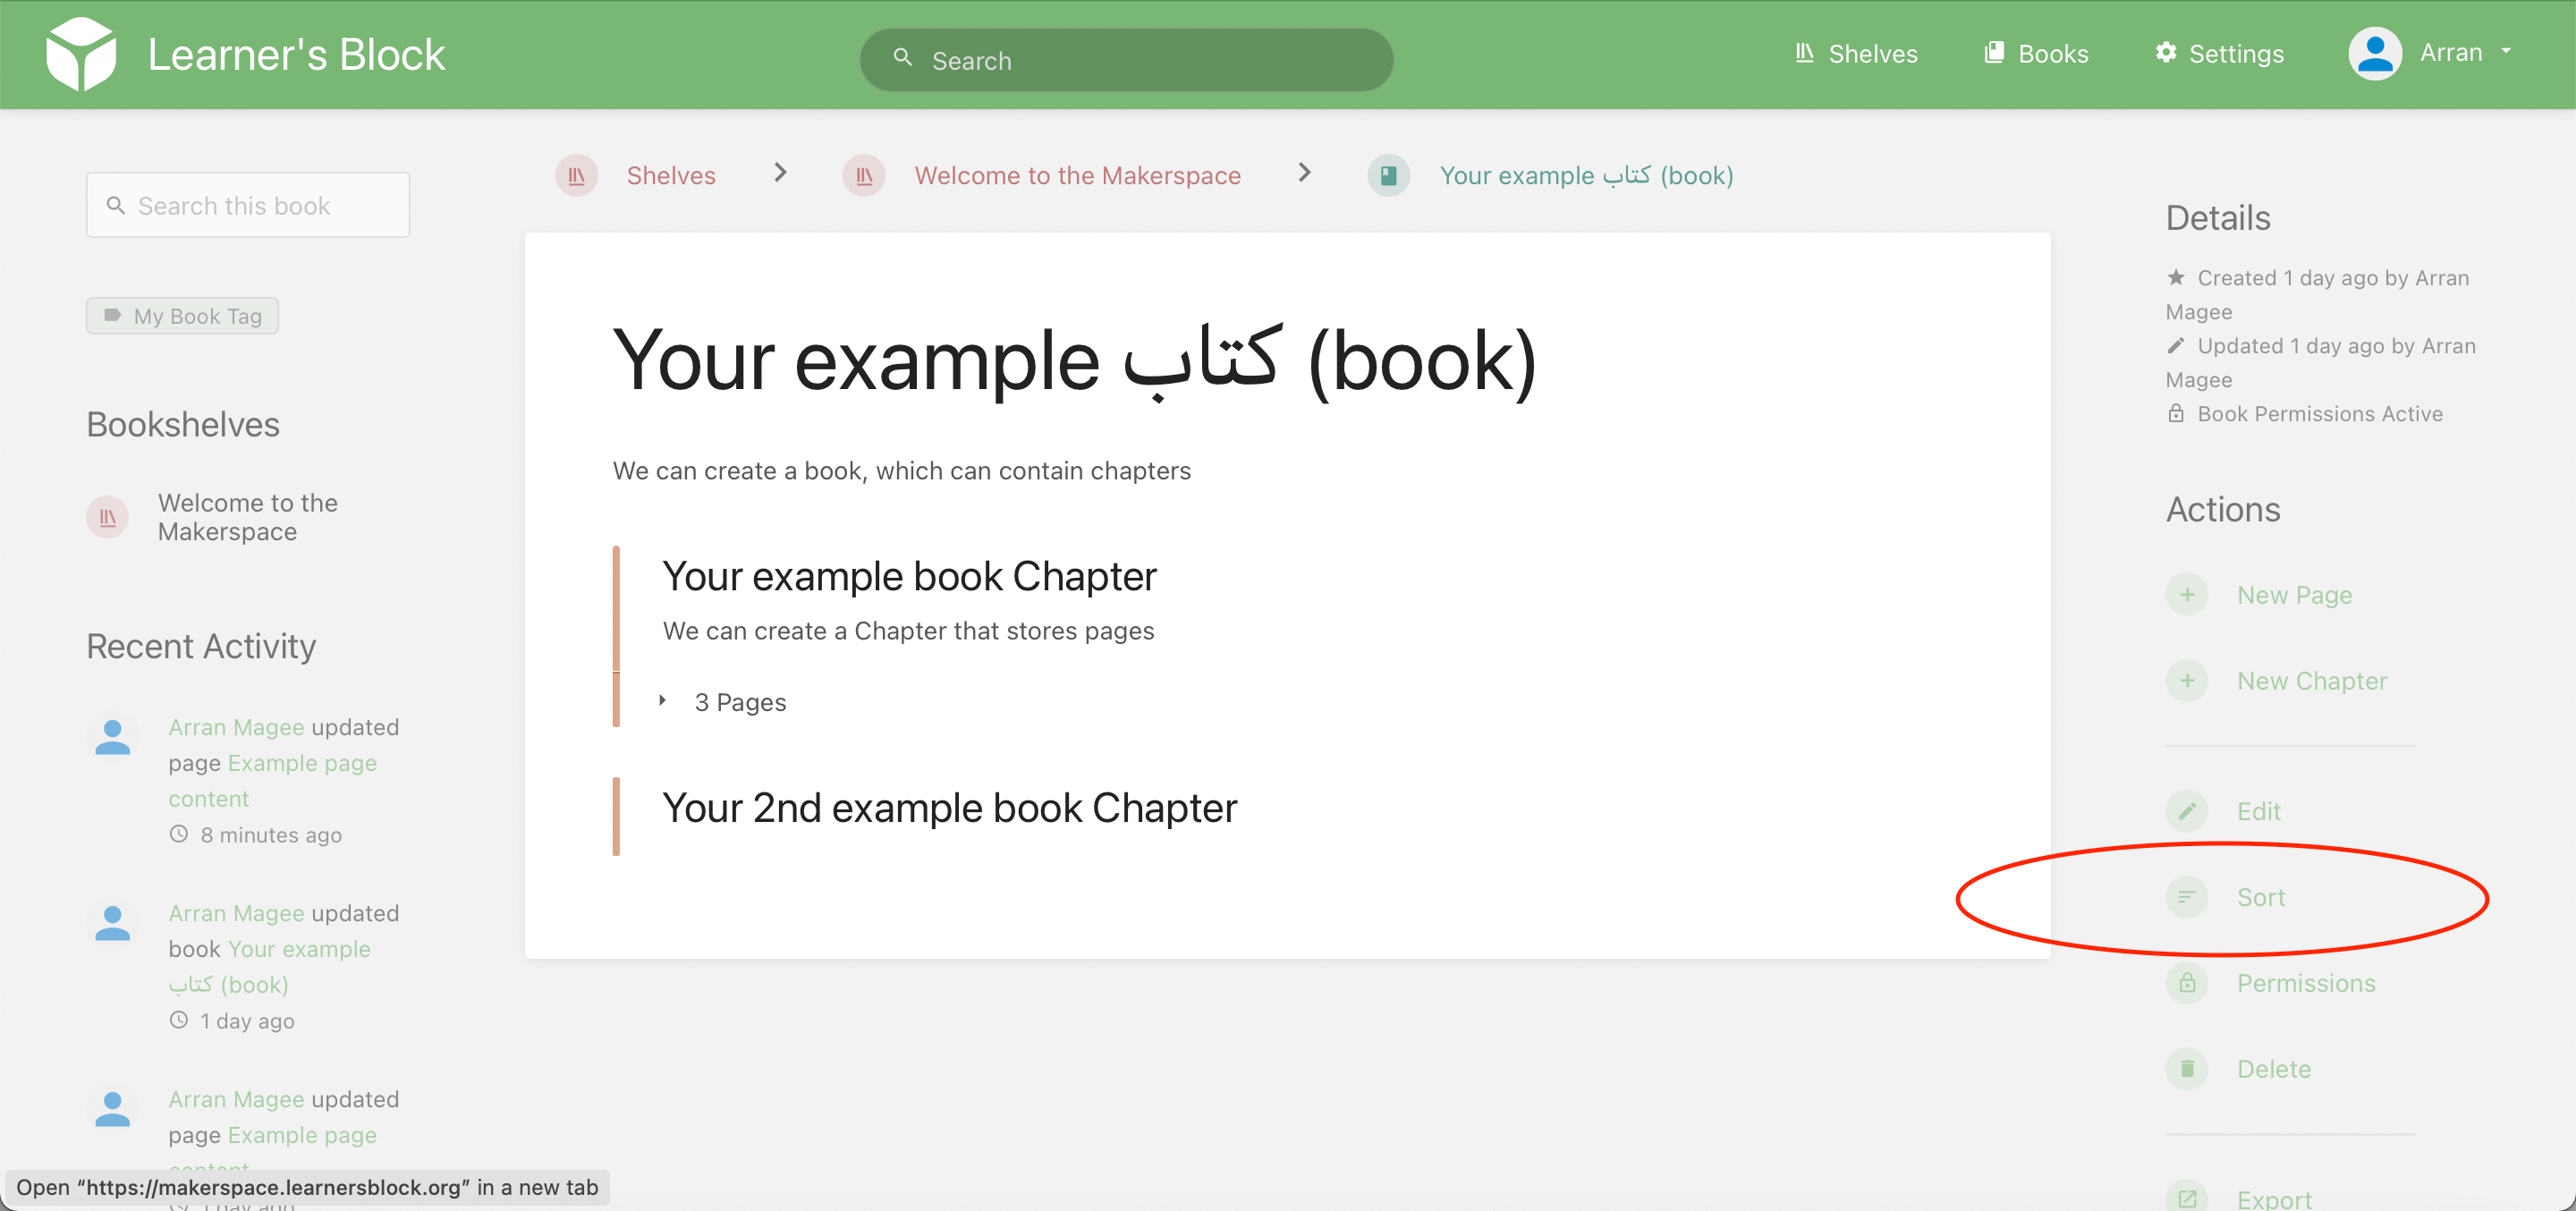 Learner's Block
Search
Shelves
Books
Settings
Arran
Search this book
My Book Tag
Bookshelves
Welcome to the
Makerspace
Recent Activity
Arran Magee updated
page Example page
content
8 minutes ago
Arran Magee updated
book Your example
كتاب (book)
1 day ago
Arran Magee updated
page Example page
content
1 day ago
Open “https://makerspace.learnersblock.org” in a new tab
Shelves
Welcome to the Makerspace
Your example كتاب (book)
Your example كتاب (book)
We can create a book, which can contain chapters
Your example book Chapter
We can create a Chapter that stores pages
3 Pages
Your 2nd example book Chapter
Details
Created 1 day ago by Arran
Magee
Updated 1 day ago by Arran
Magee
Book Permissions Active
Actions
New Page
New Chapter
Edit
Sort
Permissions
Delete
Export